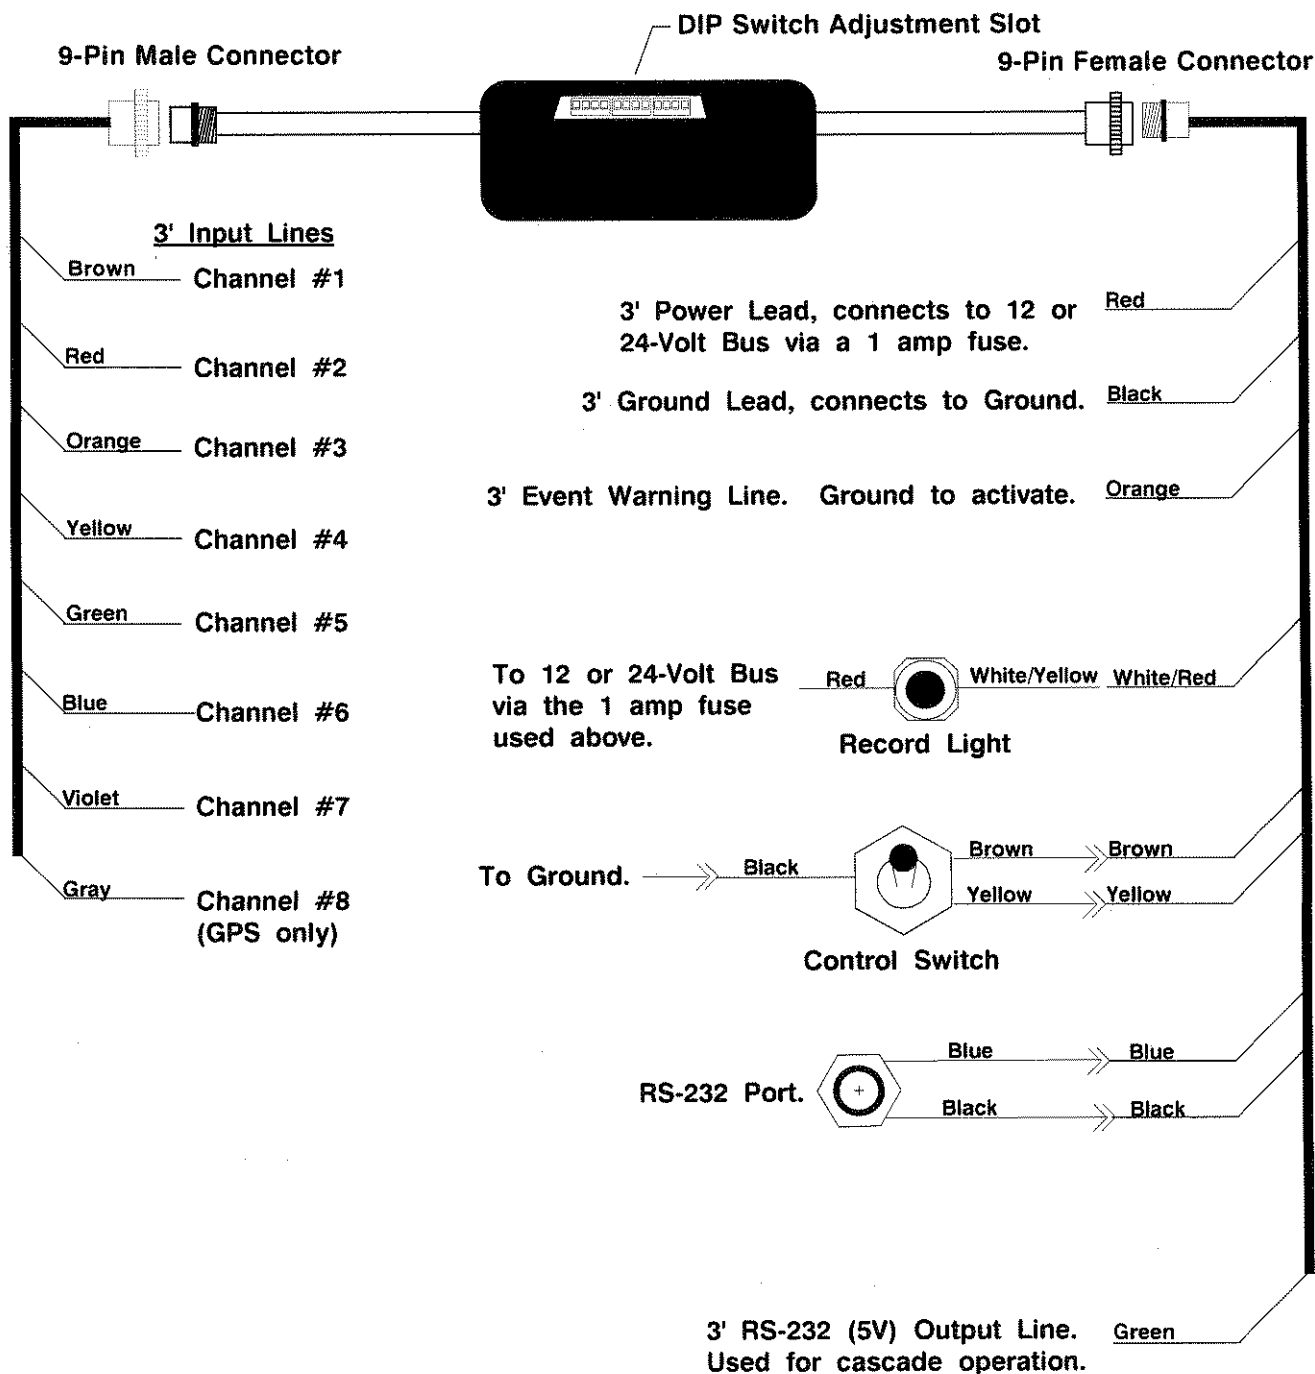 DIP Switch Adjustment Slot
9-Pin Male Connector
9-Pin Female Connector
3' Input Lines
Brown Channel #1
Red Channel #2
Orange Channel #3
Yellow Channel #4
Green Channel #5
Blue Channel #6
Violet Channel #7
Gray Channel #8
(GPS only)
3' Power Lead, connects to 12 or Red
24-Volt Bus via a 1 amp fuse.
3' Ground Lead, connects to Ground. Black
3' Event Warning Line. Ground to activate. Orange
To 12 or 24-Volt Bus
via the 1 amp fuse
used above.
Red White/Yellow White/Red
Record Light
To Ground. Black
Brown Brown
Yellow Yellow
Control Switch
RS-232 Port.
Blue Blue
Black Black
3' RS-232 (5V) Output Line. Green
Used for cascade operation.